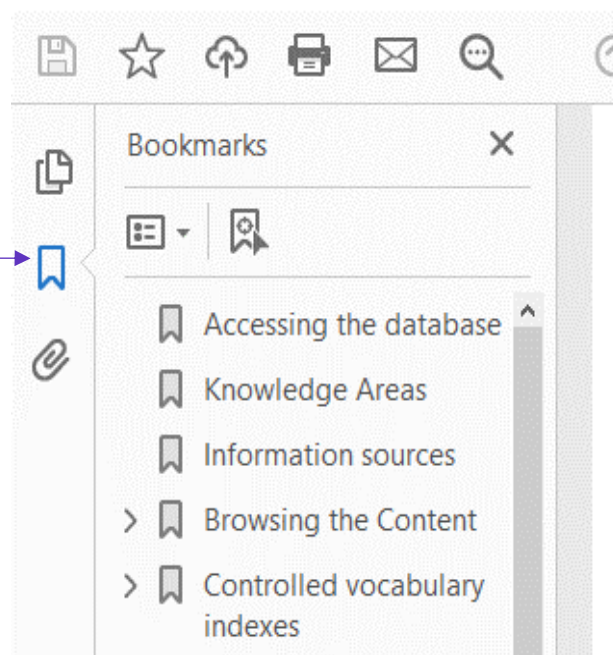 Bookmarks
Accessing the database
Knowledge Areas
Information sources
Browsing the Content
Controlled vocabulary
indexes